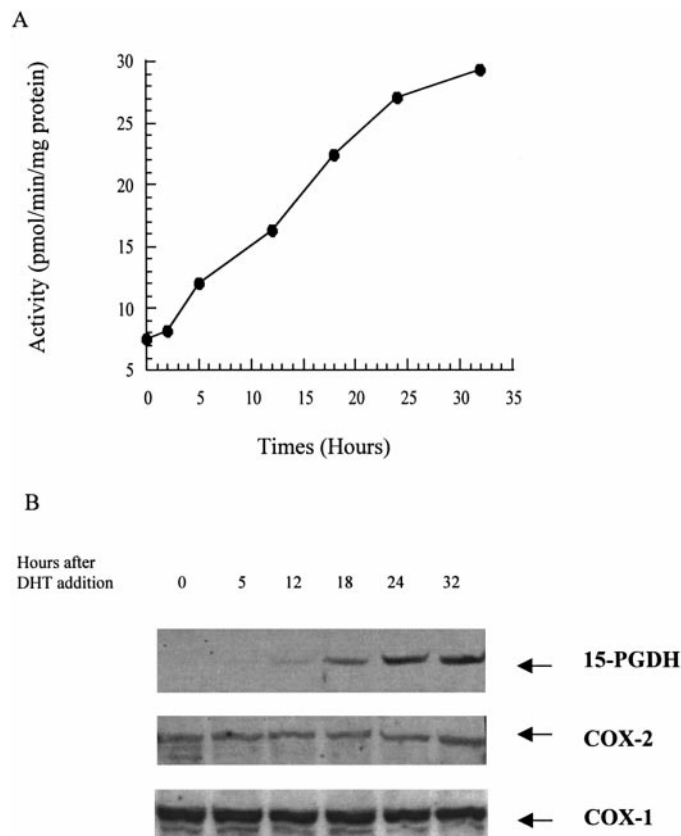 A
Activity (pmol/min/mg protein)
30
25
20
15
10
5
0 5 10 15 20 25 30 35
Times (Hours)
B
Hours after
DHT addition 0 5 12 18 24 32
15-PGDH
COX-2
COX-1